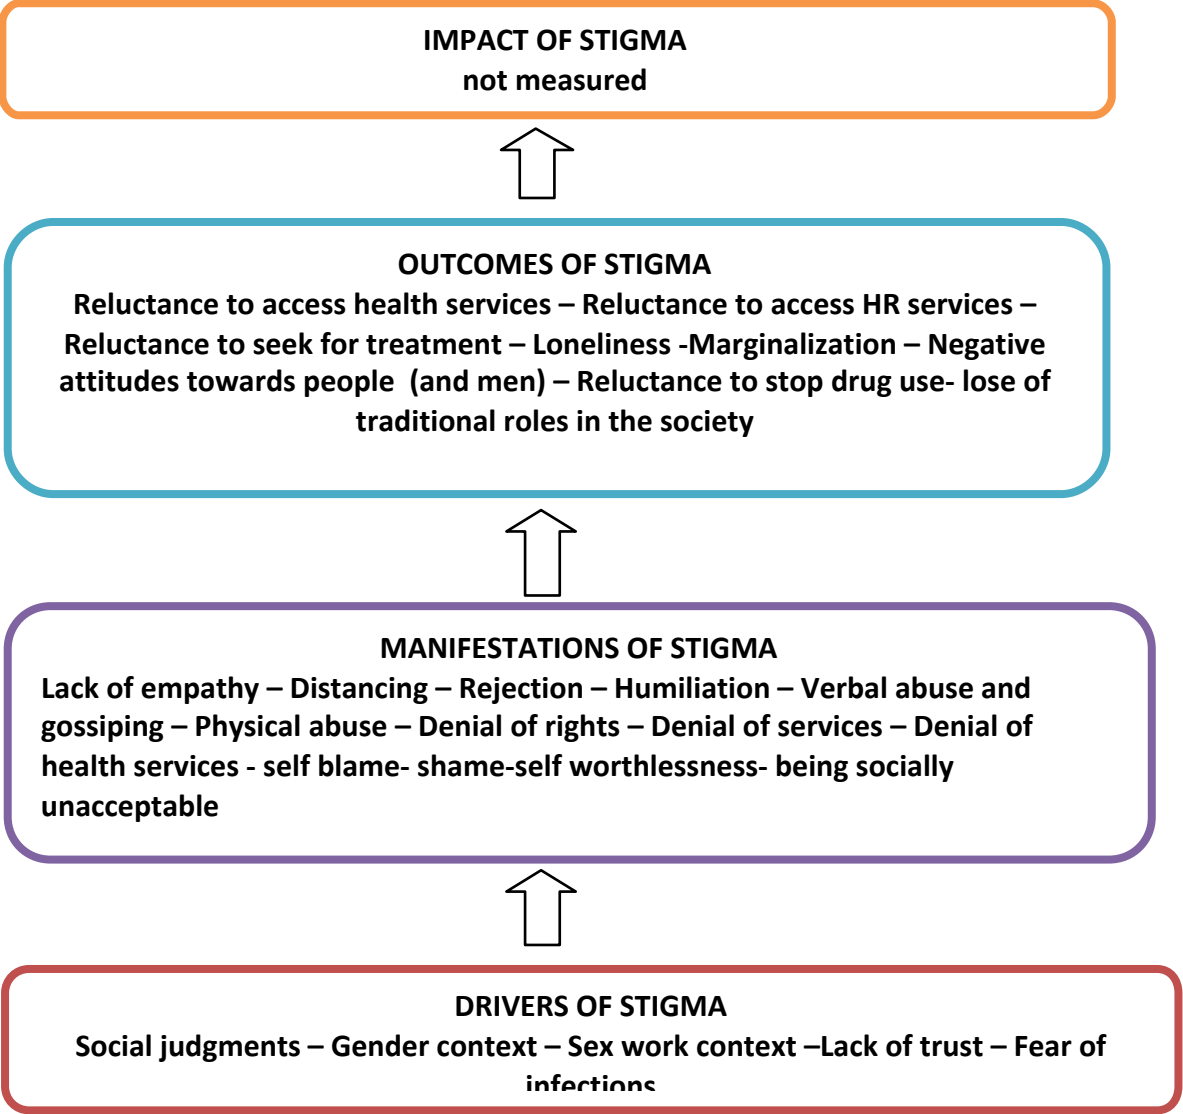 IMPACT OF STIGMA
not measured
OUTCOMES OF STIGMA
Reluctance to access health services – Reluctance to access HR services –
Reluctance to seek for treatment – Loneliness -Marginalization – Negative
attitudes towards people  (and men) – Reluctance to stop drug use- lose of
traditional roles in the society
MANIFESTATIONS OF STIGMA
Lack of empathy – Distancing – Rejection – Humiliation – Verbal abuse and
gossiping – Physical abuse – Denial of rights – Denial of services – Denial of
health services - self blame- shame-self worthlessness- being socially
unacceptable
DRIVERS OF STIGMA
Social judgments – Gender context – Sex work context –Lack of trust – Fear of
infections